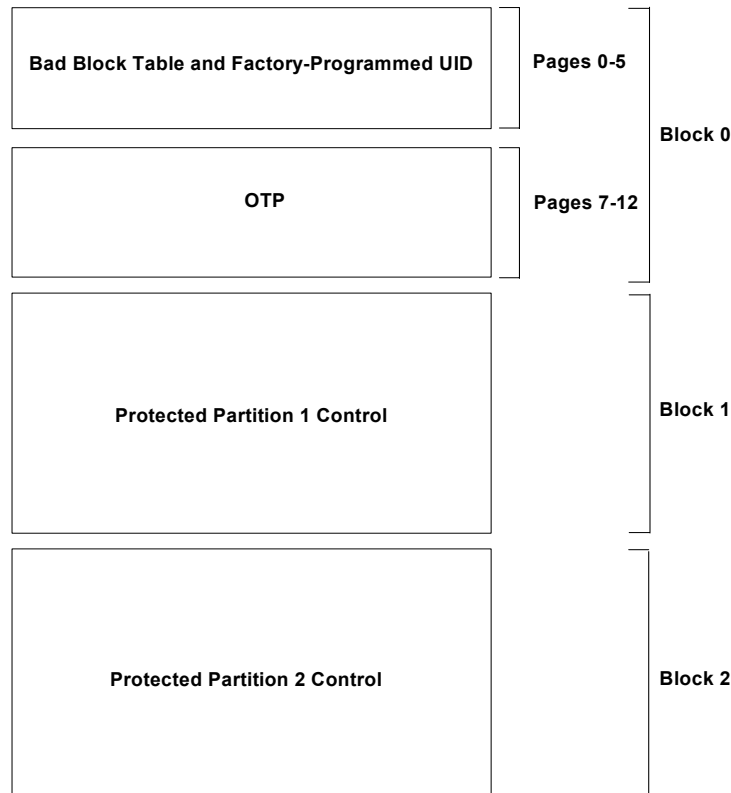 Bad Block Table and Factory-Programmed UID
Pages 0-5
Block 0
OTP
Pages 7-12
Protected Partition 1 Control
Block 1
Protected Partition 2 Control
Block 2